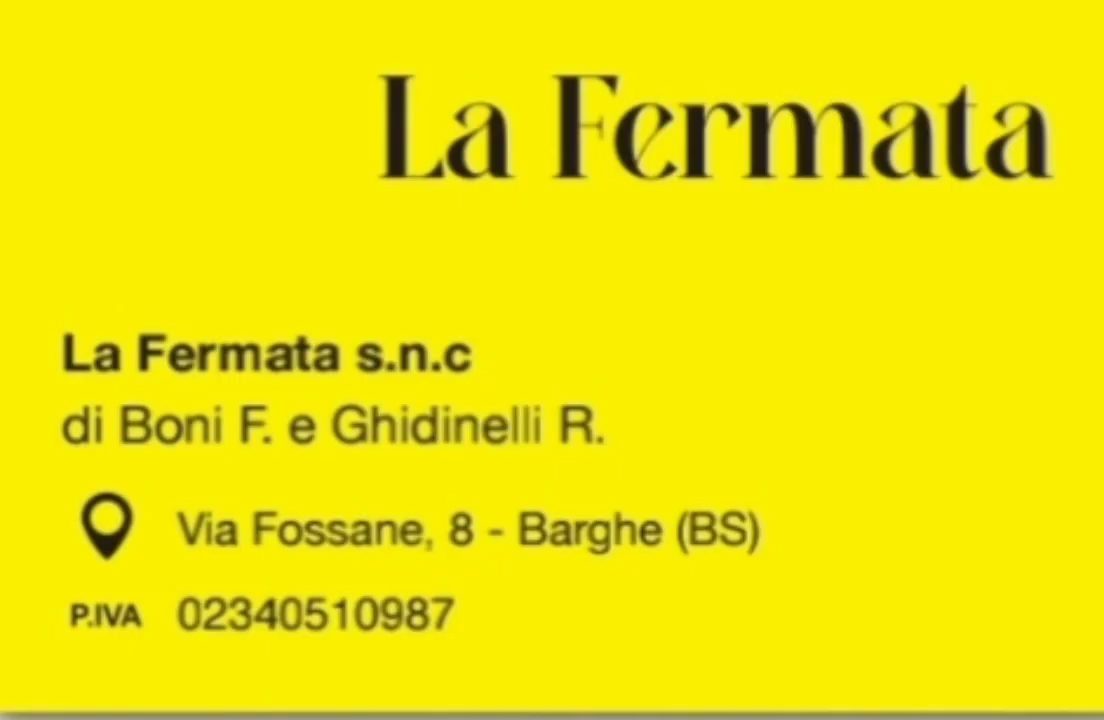 La Fermata
La Fermata s.n.c
di Boni F. e Ghidinelli R.
Via Fossane, 8 - Barghe (BS)
P.IVA 02340510987